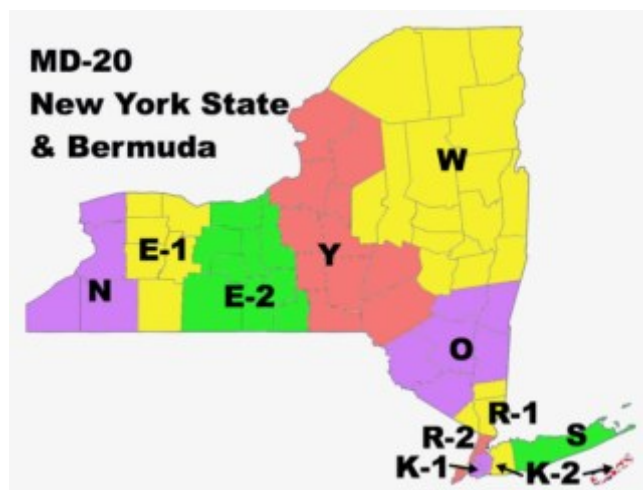 MD-20
New York State
& Bermuda
W
E-1
Y
N
E-2
O
R-1
R-2
S
K-1
K-2